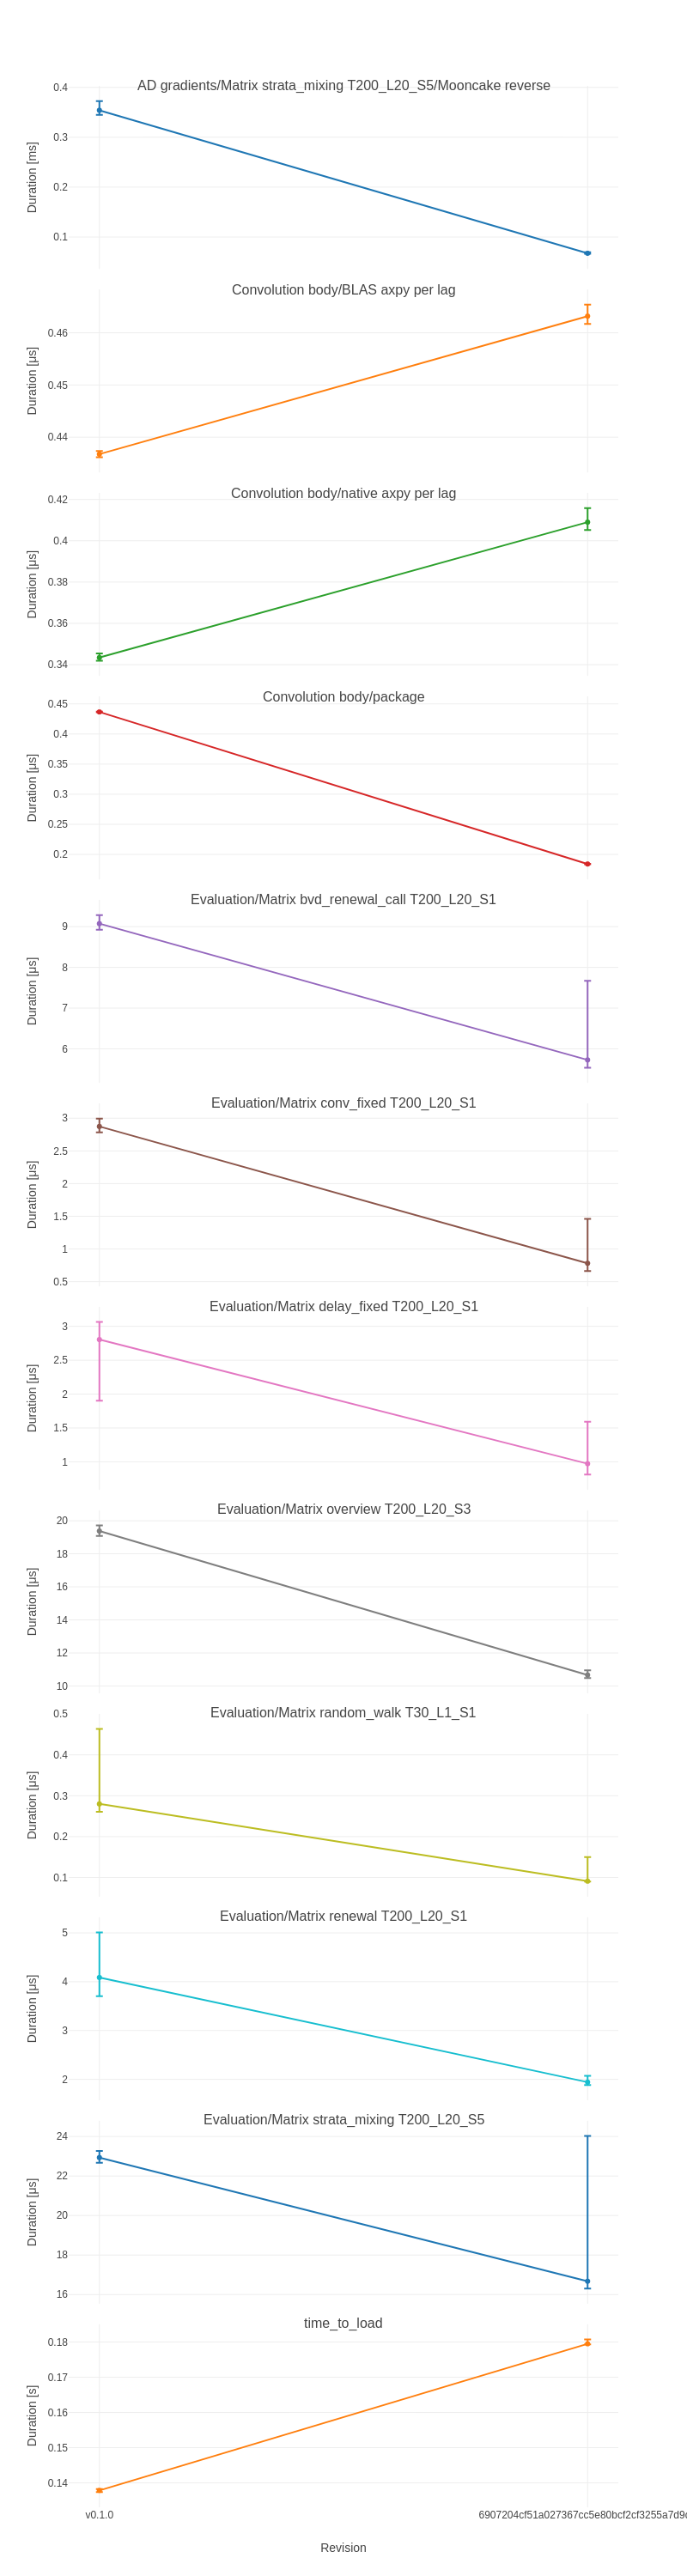 AD gradients/Matrix strata_mixing T200_L20_S5/Mooncake reverse
0.4
0.3
0.2
0.1
Duration [ms]
Convolution body/BLAS axpy per lag
0.46
0.45
0.44
Duration [μs]
Convolution body/native axpy per lag
0.42
0.4
0.38
0.36
0.34
Duration [μs]
Convolution body/package
0.45
0.4
0.35
0.3
0.25
0.2
Duration [μs]
Evaluation/Matrix bvd_renewal_call T200_L20_S1
9
8
7
6
Duration [μs]
Evaluation/Matrix conv_fixed T200_L20_S1
3
2.5
2
1.5
1
0.5
Duration [μs]
Evaluation/Matrix delay_fixed T200_L20_S1
3
2.5
2
1.5
1
Duration [μs]
Evaluation/Matrix overview T200_L20_S3
20
18
16
14
12
10
Duration [μs]
Evaluation/Matrix random_walk T30_L1_S1
0.5
0.4
0.3
0.2
0.1
Duration [μs]
Evaluation/Matrix renewal T200_L20_S1
5
4
3
2
Duration [μs]
Evaluation/Matrix strata_mixing T200_L20_S5
24
22
20
18
16
Duration [μs]
time_to_load
0.18
0.17
0.16
0.15
0.14
Duration [s]
v0.1.0
6907204cf51a027367cc5e80bcf2cf3255a7d9
Revision